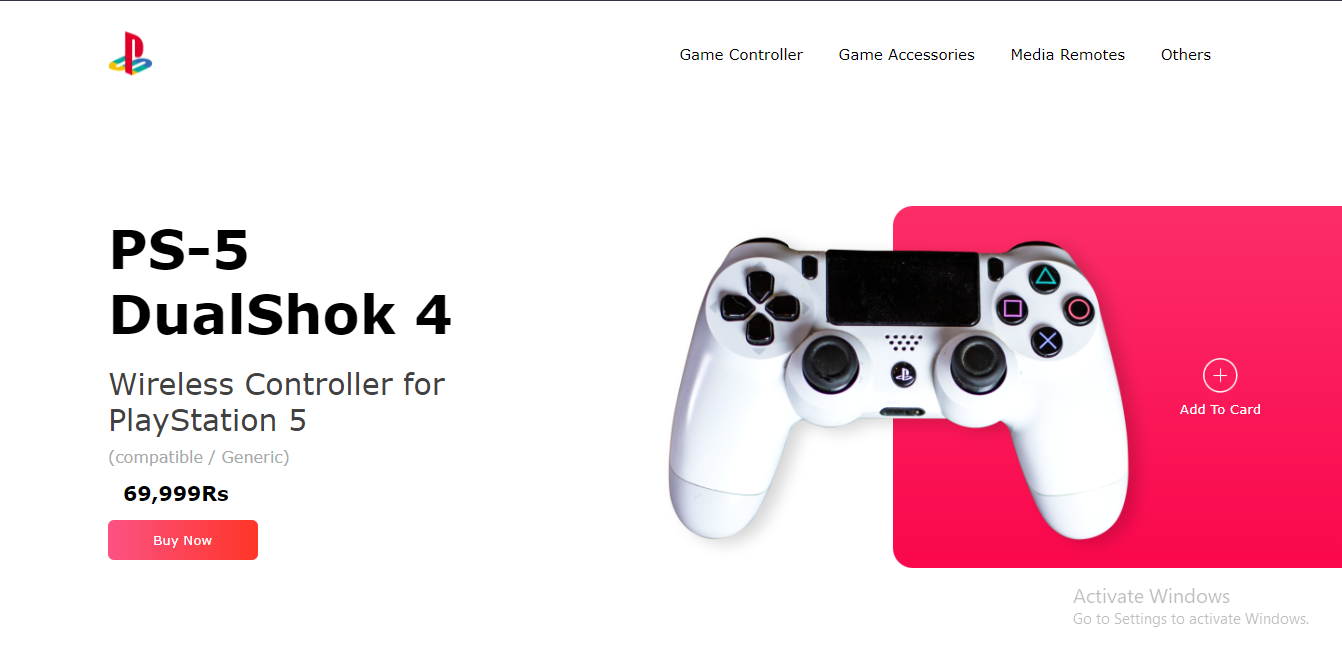 Game Controller Game Accessories Media Remotes Others
PS-5
DualShok 4
Wireless Controller for
PlayStation 5
(compatible / Generic)
69,999Rs
Buy Now
Add To Card
Activate Windows
Go to Settings to activate Windows.